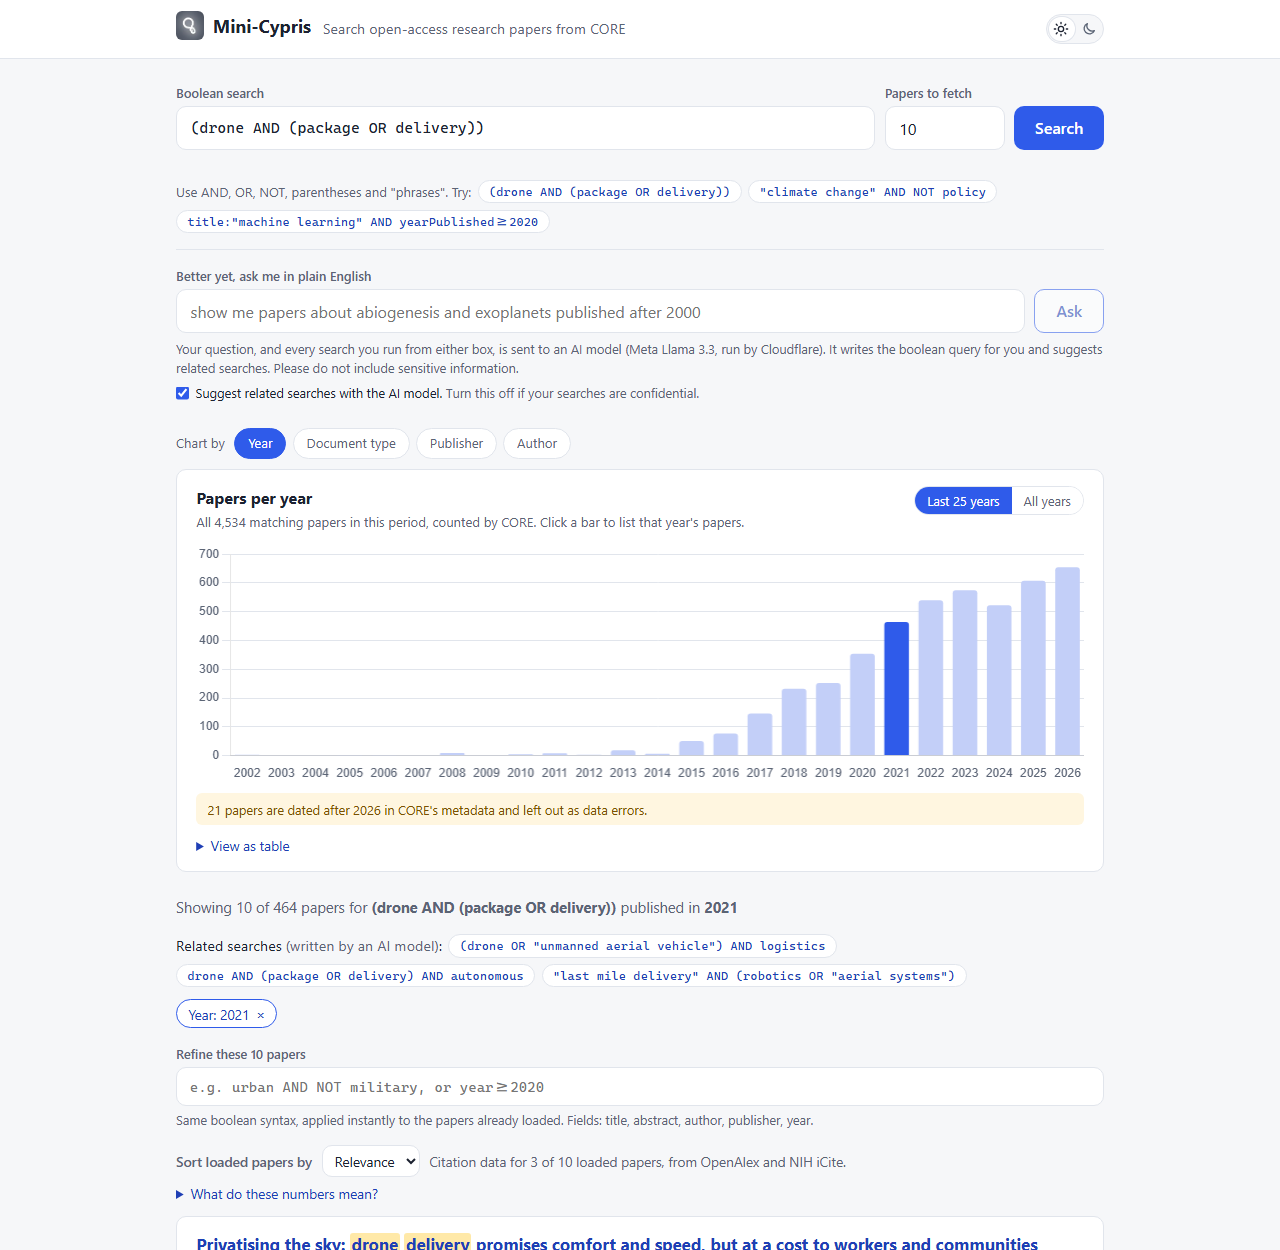 Mini-Cypris Search open-access research papers from CORE
Boolean search
Papers to fetch
(drone AND (package OR delivery))
10
Search
Use AND, OR, NOT, parentheses and "phrases". Try: (drone AND (package OR delivery)) "climate change" AND NOT policy
title:"machine learning" AND yearPublished≥2020
Better yet, ask me in plain English
show me papers about abiogenesis and exoplanets published after 2000
Ask
Your question, and every search you run from either box, is sent to an AI model (Meta Llama 3.3, run by Cloudflare). It writes the boolean query for you and suggests
related searches. Please do not include sensitive information.
Suggest related searches with the AI model. Turn this off if your searches are confidential.
Chart by Year Document type Publisher Author
Papers per year
Last 25 years All years
All 4,534 matching papers in this period, counted by CORE. Click a bar to list that year's papers.
700
600
500
400
300
200
100
0
2002 2003 2004 2005 2006 2007 2008 2009 2010 2011 2012 2013 2014 2015 2016 2017 2018 2019 2020 2021 2022 2023 2024 2025 2026
21 papers are dated after 2026 in CORE's metadata and left out as data errors.
View as table
Showing 10 of 464 papers for (drone AND (package OR delivery)) published in 2021
Related searches (written by an AI model): (drone OR "unmanned aerial vehicle") AND logistics
drone AND (package OR delivery) AND autonomous "last mile delivery" AND (robotics OR "aerial systems")
Year: 2021 ×
Refine these 10 papers
e.g. urban AND NOT military, or year≥2020
Same boolean syntax, applied instantly to the papers already loaded. Fields: title, abstract, author, publisher, year.
Sort loaded papers by Relevance Citation data for 3 of 10 loaded papers, from OpenAlex and NIH iCite.
What do these numbers mean?
Privatising the sky: drone delivery promises comfort and speed, but at a cost to workers and communities